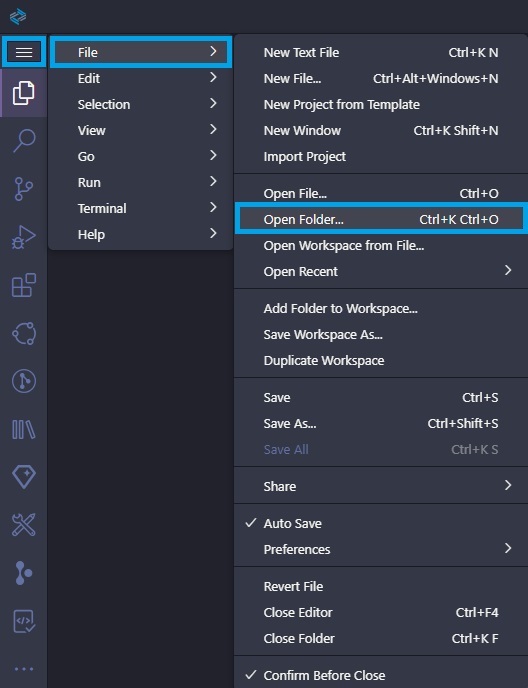 File
Edit
Selection
View
Go
Run
Terminal
Help
New Text File Ctrl+K N
New File... Ctrl+Alt+Windows+N
New Project from Template
New Window Ctrl+K Shift+N
Import Project
Open File... Ctrl+O
Open Folder... Ctrl+K Ctrl+O
Open Workspace from File...
Open Recent
Add Folder to Workspace...
Save Workspace As...
Duplicate Workspace
Save Ctrl+S
Save As... Ctrl+Shift+S
Save All Ctrl+K S
Share
Auto Save
Preferences
Revert File
Close Editor Ctrl+F4
Close Folder Ctrl+K F
Confirm Before Close